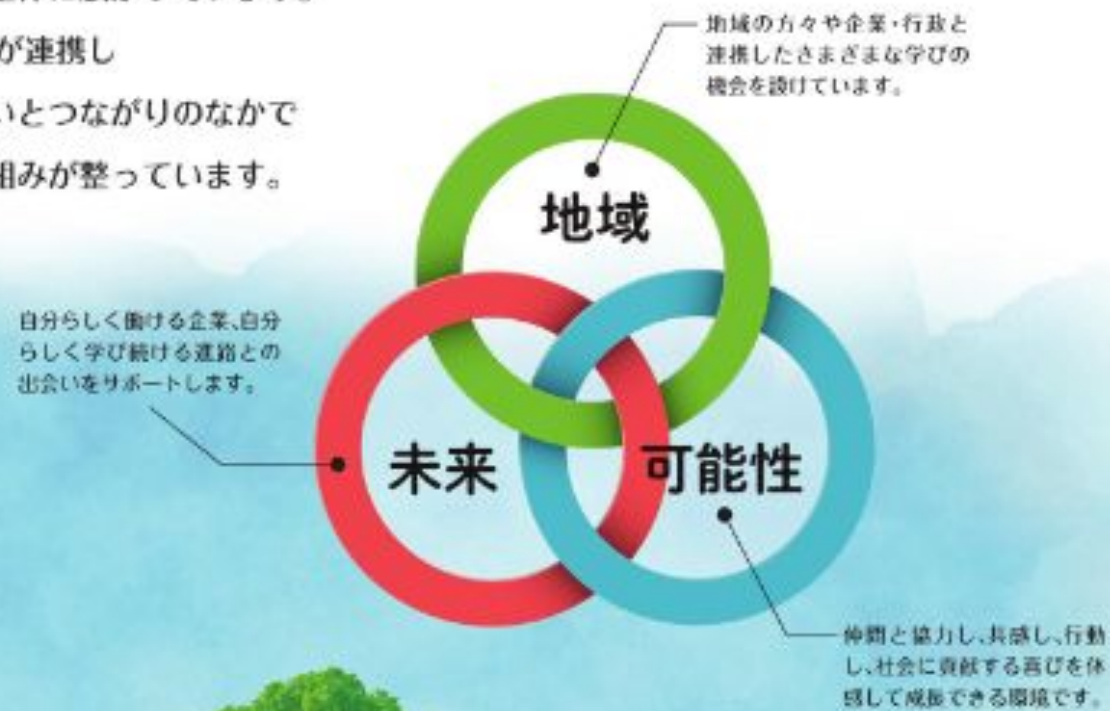 が連携し
いとつながりのなかで
組みが整っています。
地域の方々や企業・行政と
連携したさまざまな学びの
機会を設けています。
地域
自分らしく働ける企業、自分
らしく学び続ける進路との
出会いをサポートします。
未来
可能性
仲間と協力し、共感し、行動
し、社会に貢献する喜びを体
感して成長できる環境です。